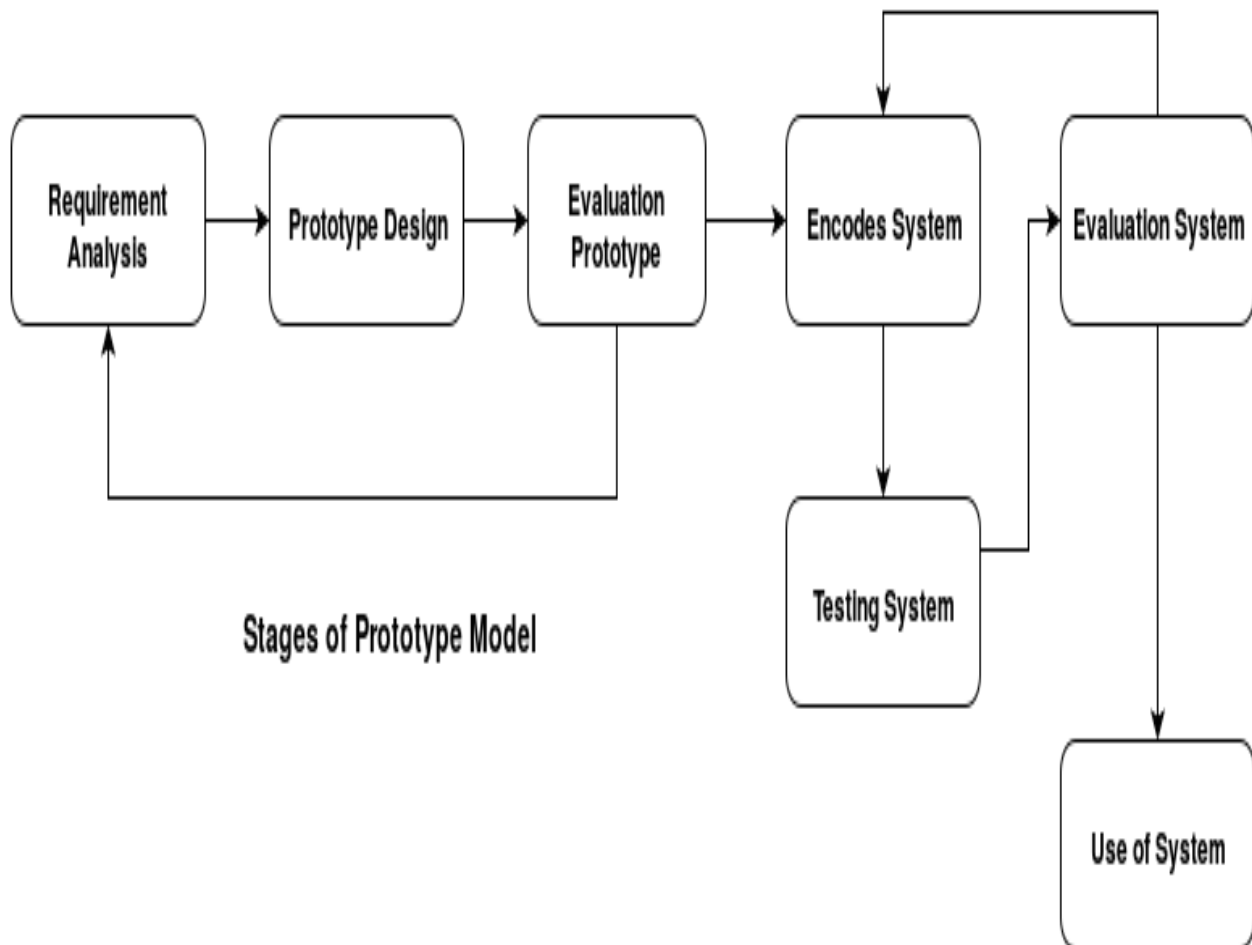 Requirement
Analysis
Prototype Design
Evaluation
Prototype
Encodes System
Evaluation System
Testing System
Stages of Prototype Model
Use of System